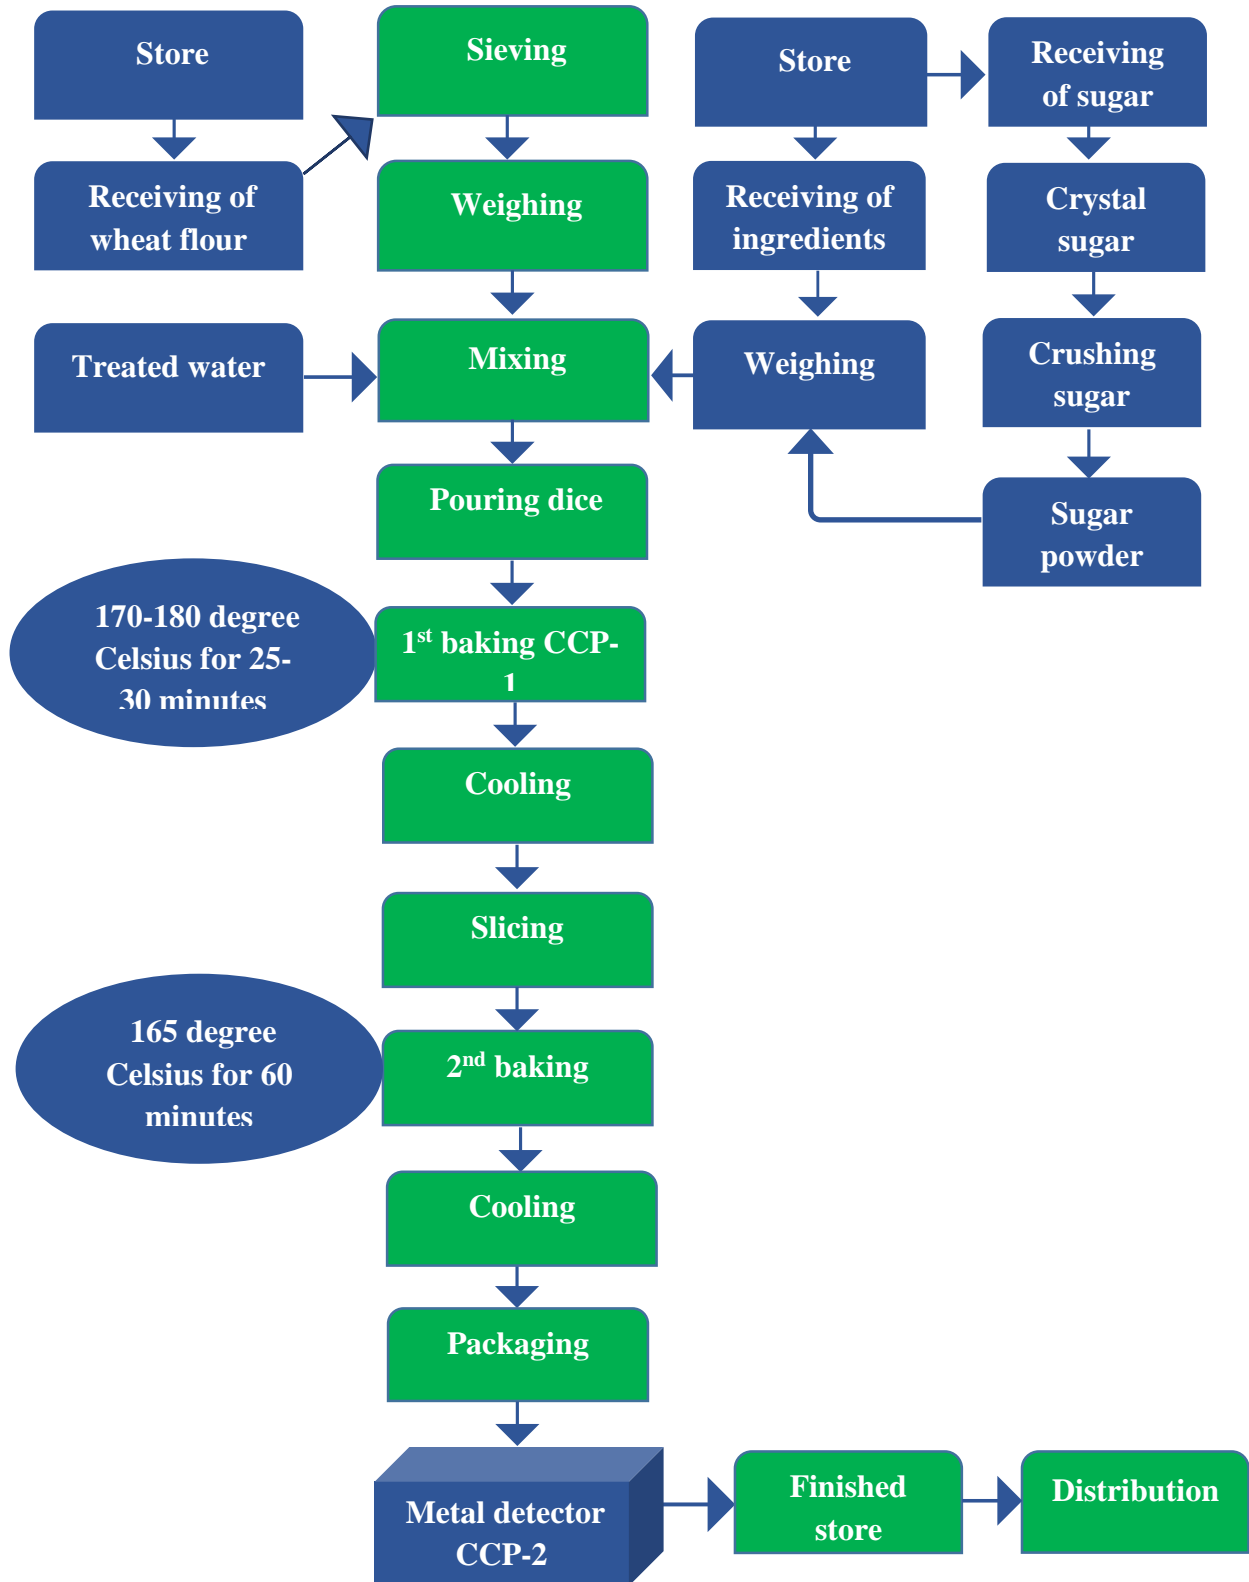 Store
Sieving
Store
Receiving
of sugar
Receiving of
wheat flour
Weighing
Receiving of
ingredients
Crystal
sugar
Treated water
Mixing
Weighing
Crushing
sugar
Pouring dice
Sugar
powder
170-180 degree
Celsius for 25-
30 minutes
1st baking CCP-
1
Cooling
Slicing
165 degree
Celsius for 60
minutes
2nd baking
Cooling
Packaging
Metal detector
CCP-2
Finished
store
Distribution